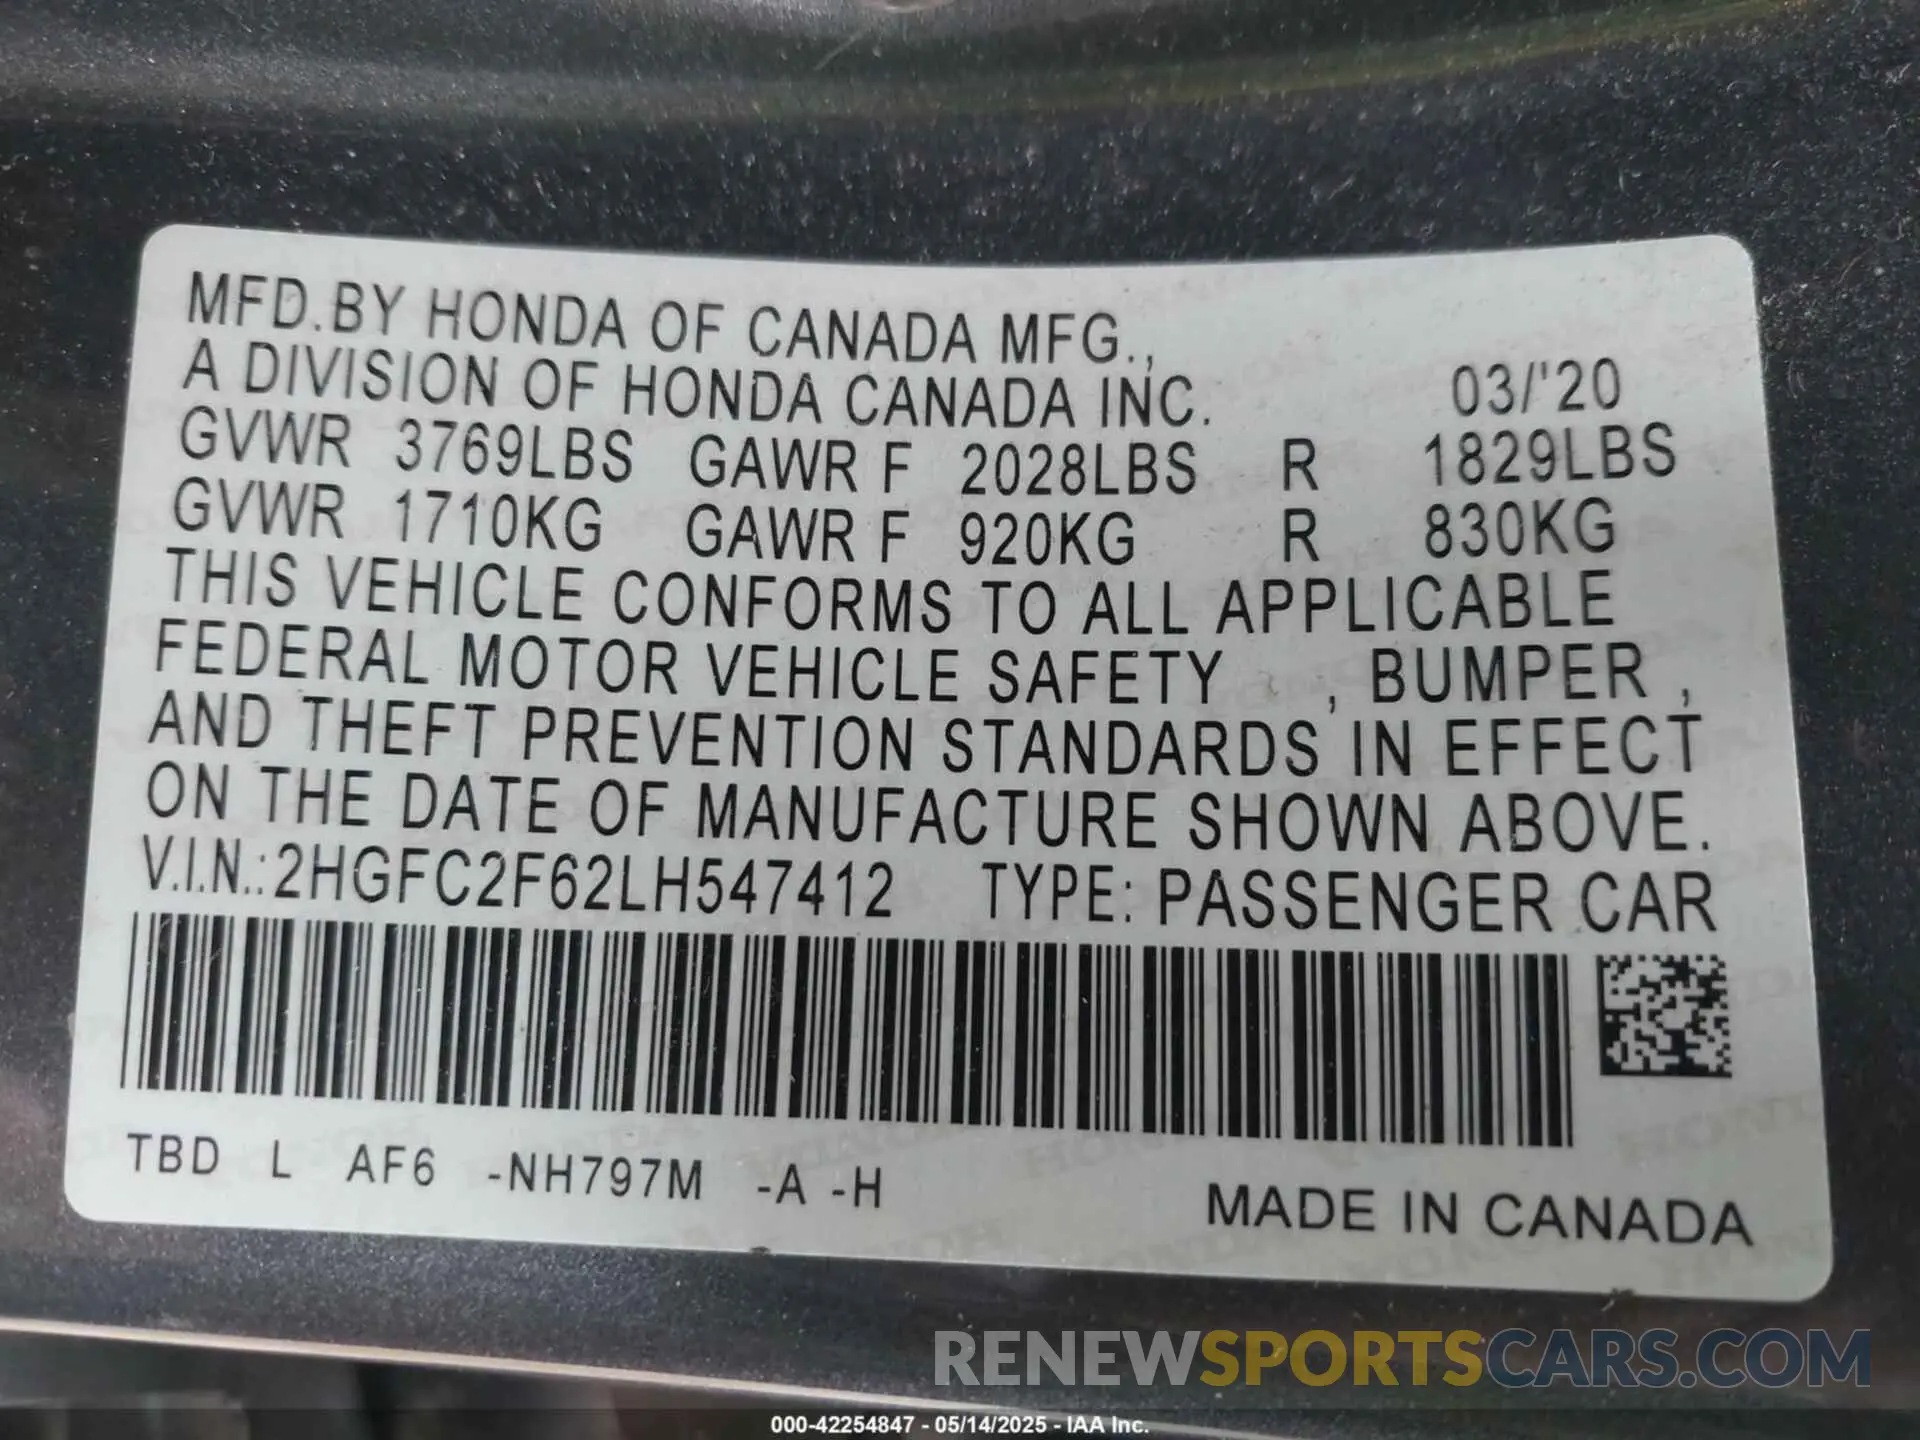 MFD.BY HONDA OF CANADA MFG.,
A DIVISION OF HONDA CANADA INC. 03/'20
GVWR 3769LBS GAWR F 2028LBS R 1829LBS
GVWR 1710KG GAWR F 920KG R 830KG
THIS VEHICLE CONFORMS TO ALL APPLICABLE
FEDERAL MOTOR VEHICLE SAFETY , BUMPER ,
AND THEFT PREVENTION STANDARDS IN EFFECT
ON THE DATE OF MANUFACTURE SHOWN ABOVE.
V.I.N.:2HGFC2F62LH547412 TYPE: PASSENGER CAR
TBD L AF6 -NH797M -A -H
MADE IN CANADA
RENEWSPORTSCARS.COM
000-42254847 - 05/14/2025 - IAA Inc.